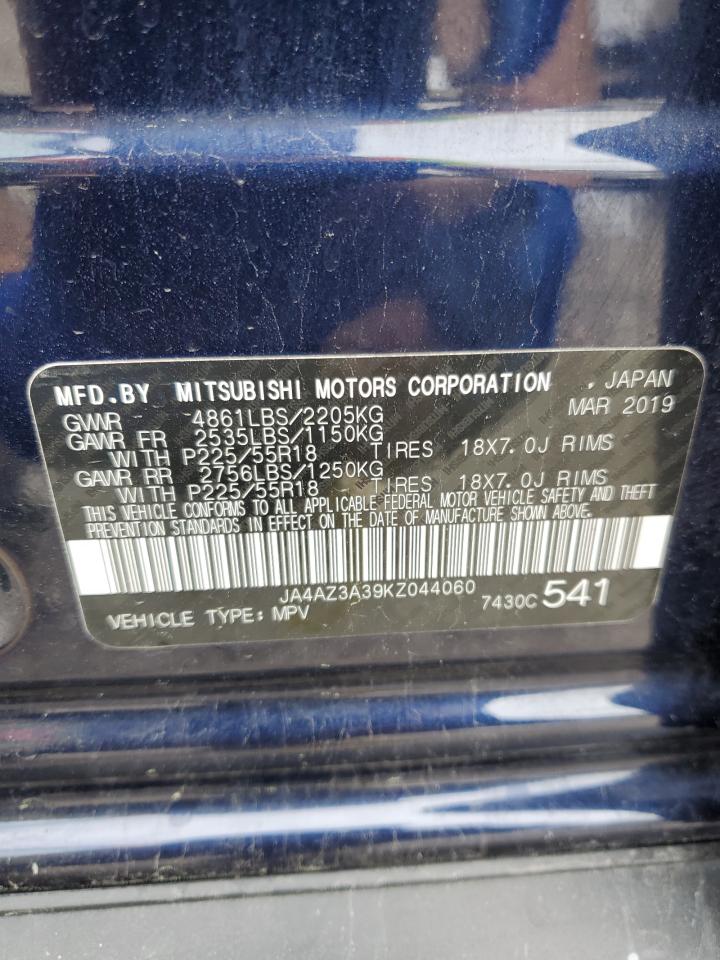 MFD.BY MITSUBISHI MOTORS CORPORATION , JAPAN
GVWR 4861LBS/2205KG MAR 2019
GAWR FR 2535LBS/1150KG
WITH P225/55R18 TIRES 18X7.0J RIMS
GAWR RR 2756LBS/1250KG
WITH P225/55R18 TIRES 18X7.0J RIMS
THIS VEHICLE CONFORMS TO ALL APPLICABLE FEDERAL MOTOR VEHICLE SAFETY AND THEFT
PREVENTION STANDARDS IN EFFECT ON THE DATE OF MANUFACTURE SHOWN ABOVE.
JA4AZ3A39KZ044060
VEHICLE TYPE: MPV 7430C 541